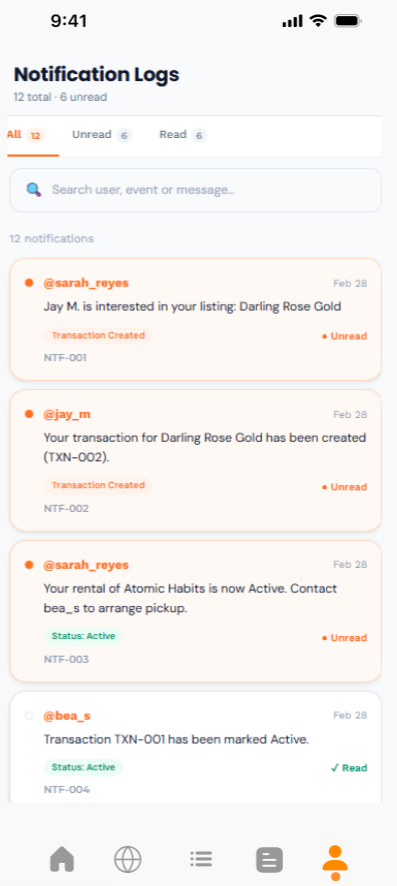 9:41
Notification Logs
12 total · 6 unread
All 12 Unread 6 Read 6
Search user, event or message...
12 notifications
@sarah_reyes Feb 28
Jay M. is interested in your listing: Darling Rose Gold
Transaction Created • Unread
NTF-001
@jay_m Feb 28
Your transaction for Darling Rose Gold has been created
(TXN-002).
Transaction Created • Unread
NTF-002
@sarah_reyes Feb 28
Your rental of Atomic Habits is now Active. Contact
bea_s to arrange pickup.
Status: Active • Unread
NTF-003
@bea_s Feb 28
Transaction TXN-001 has been marked Active.
Status: Active ✓ Read
NTF-004